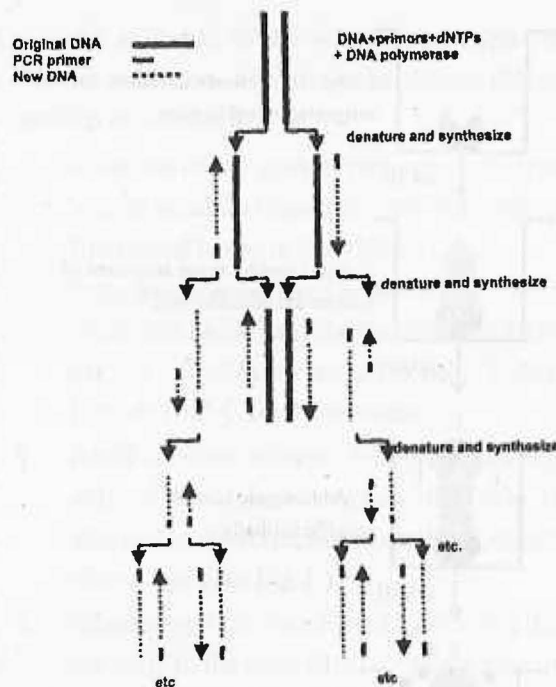 Original DNA
PCR primer
New DNA
DNA+primors+dNTPs
+ DNA polymerase
denature and synthesize
denature and synthesize
denature and synthesize
etc.
etc
etc